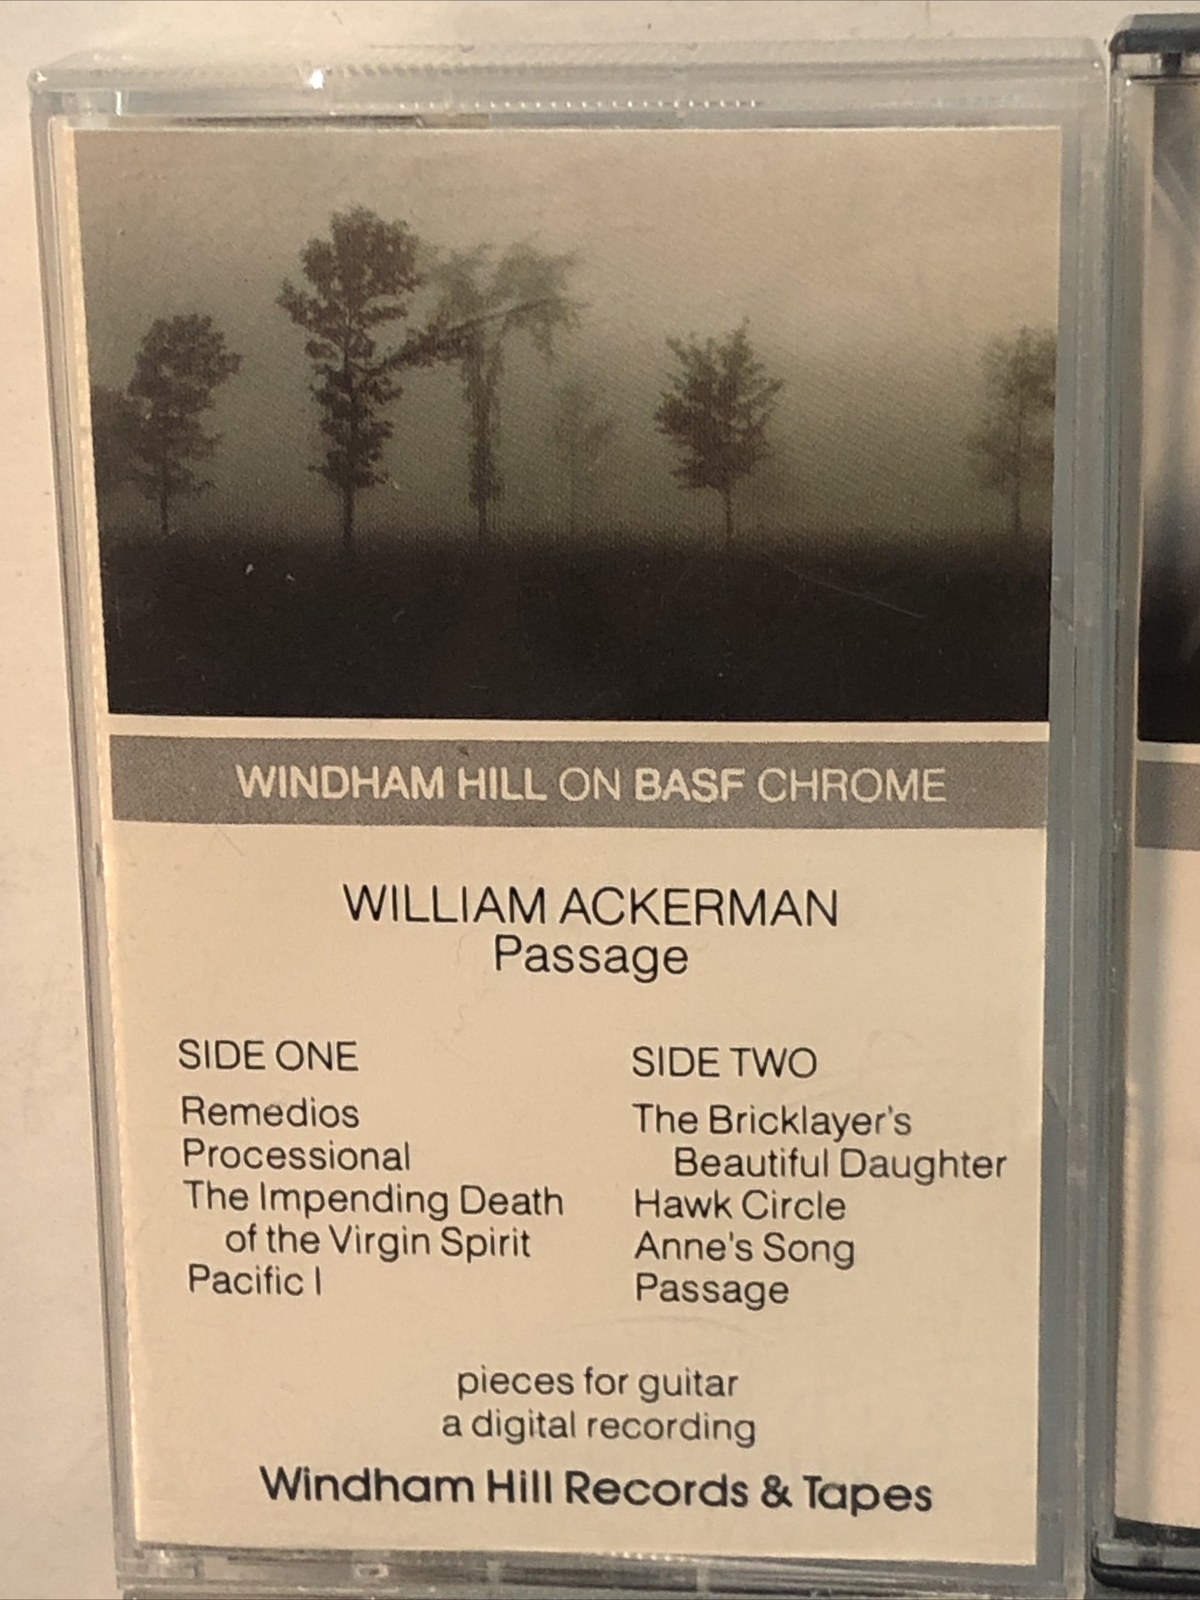 WINDHAM HILL ON BASF CHROME
WILLIAM ACKERMAN
Passage
SIDE ONE
Remedios
Processional
The Impending Death
of the Virgin Spirit
Pacific I
SIDE TWO
The Bricklayer's
Beautiful Daughter
Hawk Circle
Anne's Song
Passage
pieces for guitar
a digital recording
Windham Hill Records & Tapes